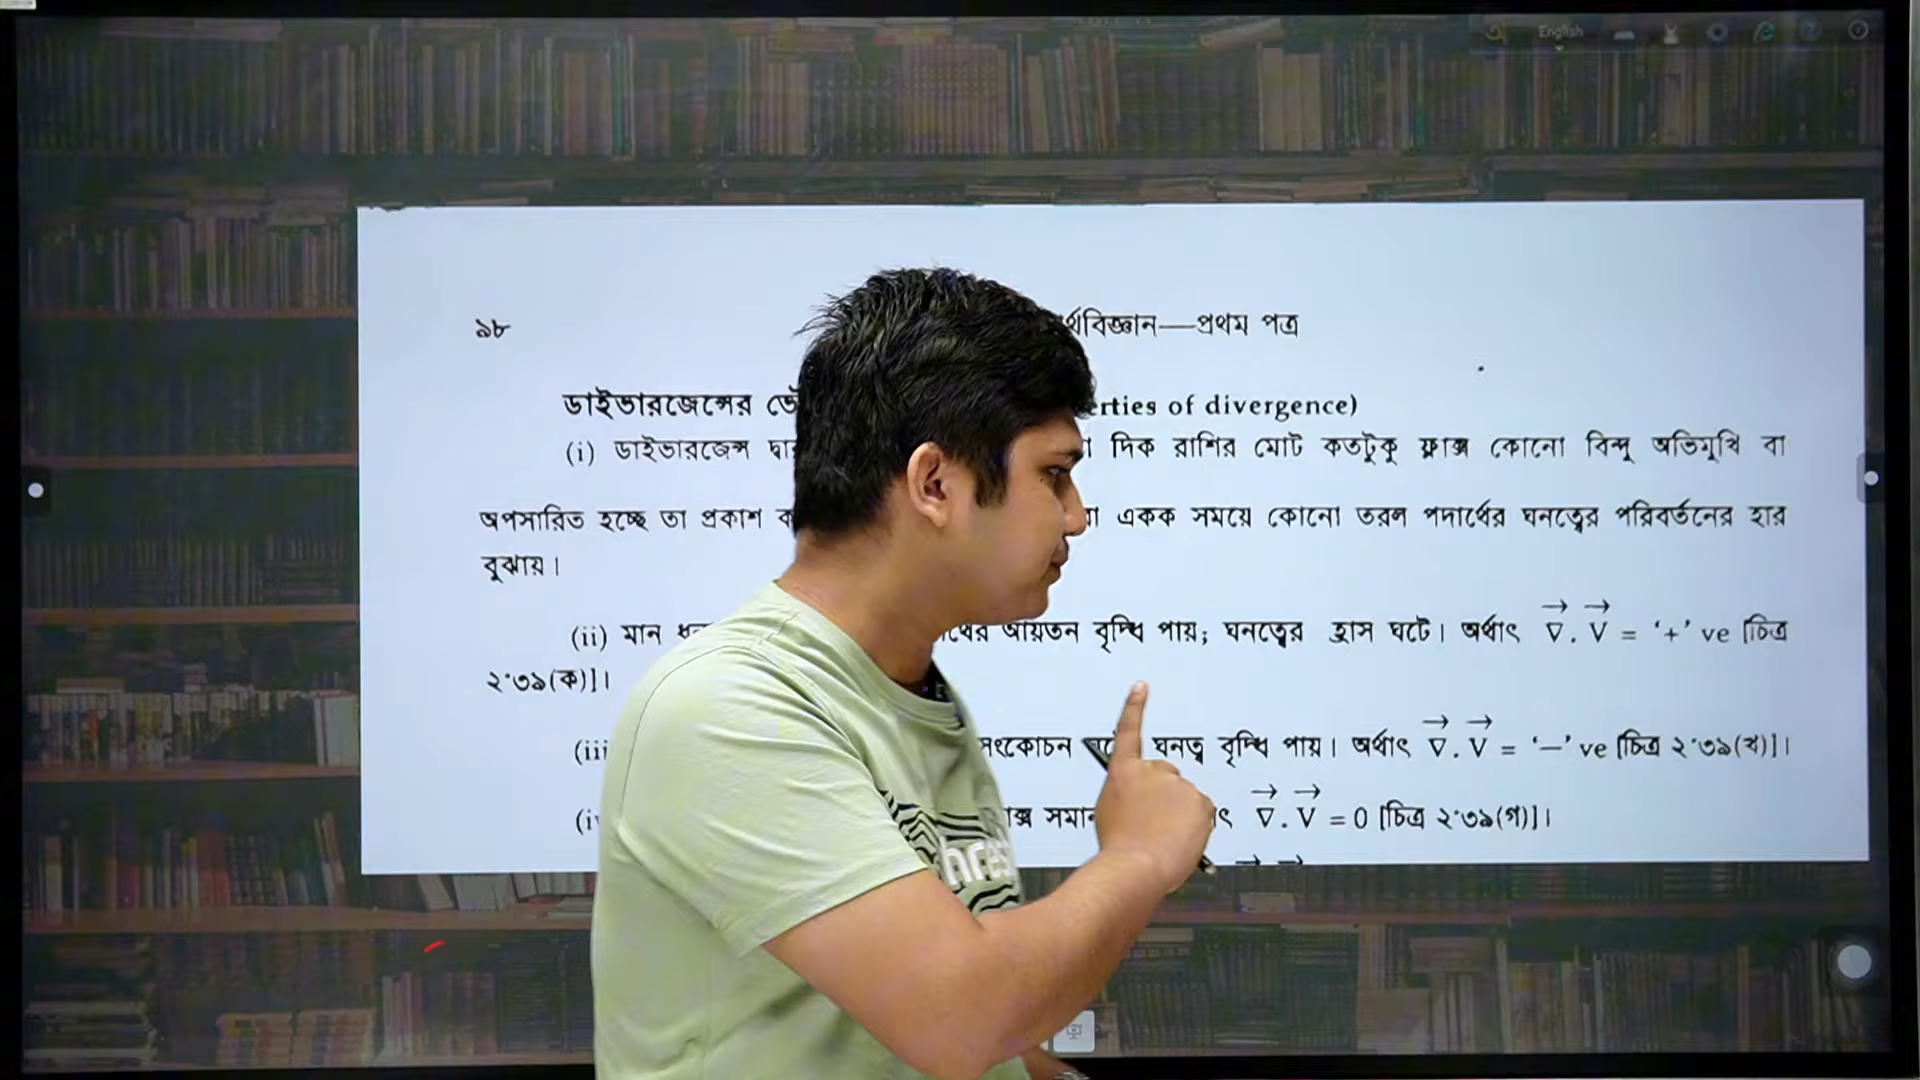 English
৯৮ র্থবিজ্ঞান—প্রথম পত্র
ডাইভারজেন্সের erties of divergence)
(i) ডাইভারজেন্স দিক রাশির মোট কতটুকু ফ্লাক্স কোনো বিন্দু অভিমুখি বা
অপসারিত হচ্ছে তা প্রকাশ একক সময়ে কোনো তরল পদার্থের ঘনত্বের পরিবর্তনের হার
বুঝায়।
(ii) মান র্থের আয়তন বৃদ্ধি পায়; ঘনত্বের হ্রাস ঘটে। অর্থাৎ ∇⃗ . V⃗ = ‘+’ ve [চিত্র
২·৩৯(ক)]।
(iii সংকোচন ঘনত্ব বৃদ্ধি পায়। অর্থাৎ ∇⃗ . V⃗ = ‘–’ ve [চিত্র ২·৩৯(খ)]।
∇⃗ . V⃗ = 0 [চিত্র ২·৩৯(গ)]।
hres